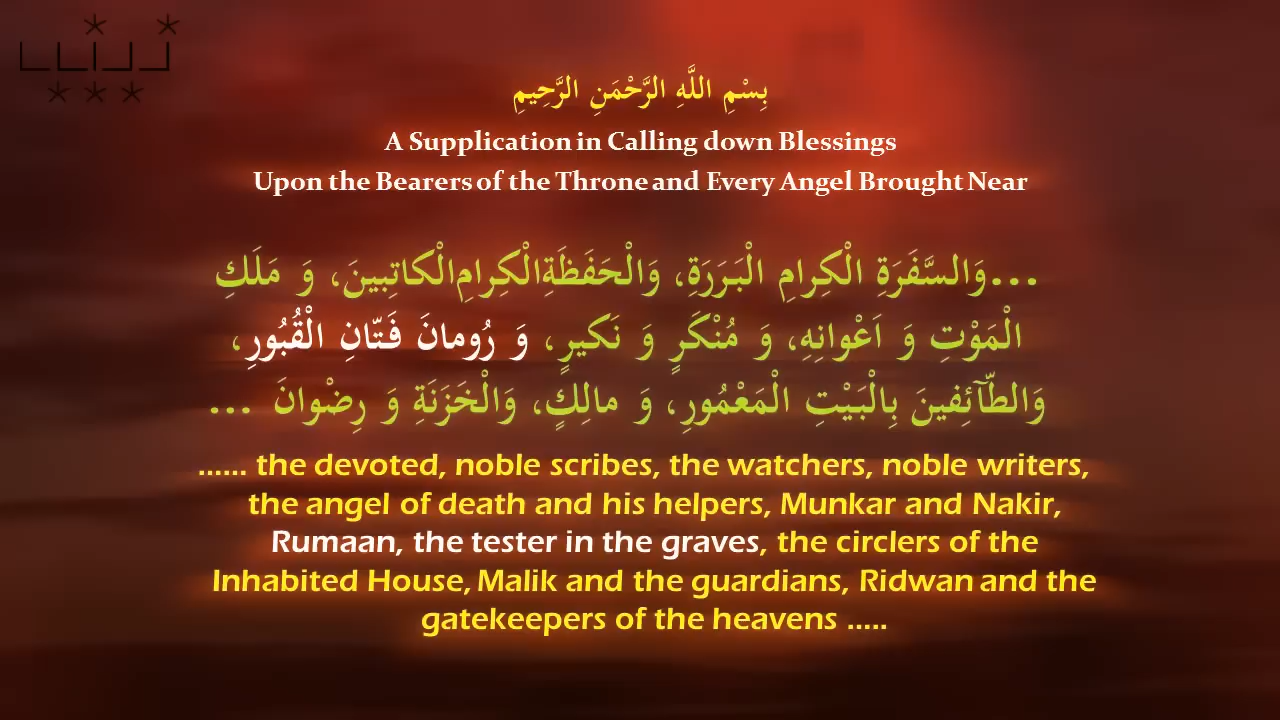 بِسْمِ اللَّهِ الرَّحْمَنِ الرَّحِيمِ
A Supplication in Calling down Blessings
Upon the Bearers of the Throne and Every Angel Brought Near
...وَالسَّفَرَةِ الْكِرامِ الْبَرَرَةِ، وَالْحَفَظَةِالْكِرامِالْكاتِبينَ، وَ مَلَكِ
الْمَوْتِ وَ اَعْوانِهِ، وَ مُنْكَرٍ وَ نَكيرٍ، وَ رُومانَ فَتّانِ الْقُبُورِ،
وَالطّآئِفينَ بِالْبَيْتِ الْمَعْمُورِ، وَ مالِكٍ، وَالْخَزَنَةِ وَ رِضْوانَ ...
...... the devoted, noble scribes, the watchers, noble writers,
the angel of death and his helpers, Munkar and Nakir,
Rumaan, the tester in the graves, the circlers of the
Inhabited House, Malik and the guardians, Ridwan and the
gatekeepers of the heavens .....